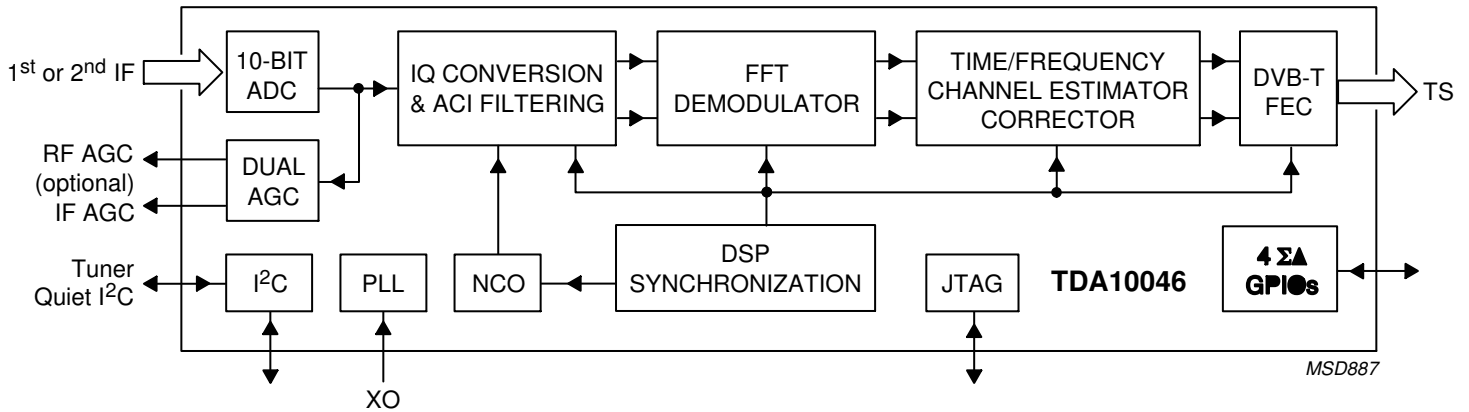 1st or 2nd IF
10-BIT
ADC
IQ CONVERSION
& ACI FILTERING
FFT
DEMODULATOR
TIME/FREQUENCY
CHANNEL ESTIMATOR
CORRECTOR
DVB-T
FEC
TS
RF AGC
(optional)
IF AGC
DUAL
AGC
Tuner
Quiet I2C
I2C
PLL
NCO
DSP
SYNCHRONIZATION
JTAG
TDA10046
4 ΣΔ
GPIOs
XO
MSD887